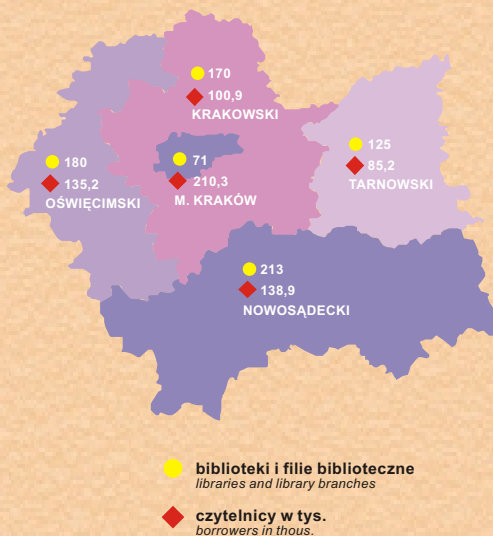 170
100,9
KRAKOWSKI
180
135,2
OŚWIĘCIMSKI
71
210,3
M. KRAKÓW
125
85,2
TARNOWSKI
213
138,9
NOWOSĄDECKI
biblioteki i filie biblioteczne
libraries and library branches
czytelnicy w tys.
borrowers in thous.